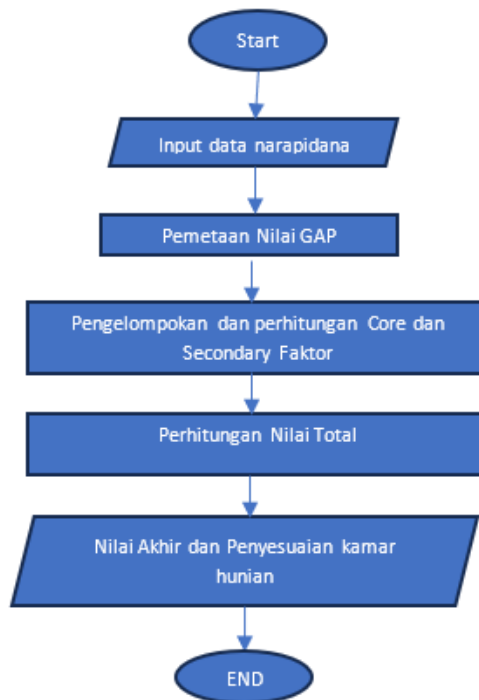 Start
Input data narapidana
Pemetaan Nilai GAP
Pengelompokan dan perhitungan Core dan
Secondary Faktor
Perhitungan Nilai Total
Nilai Akhir dan Penyesuaian kamar
hunian
END